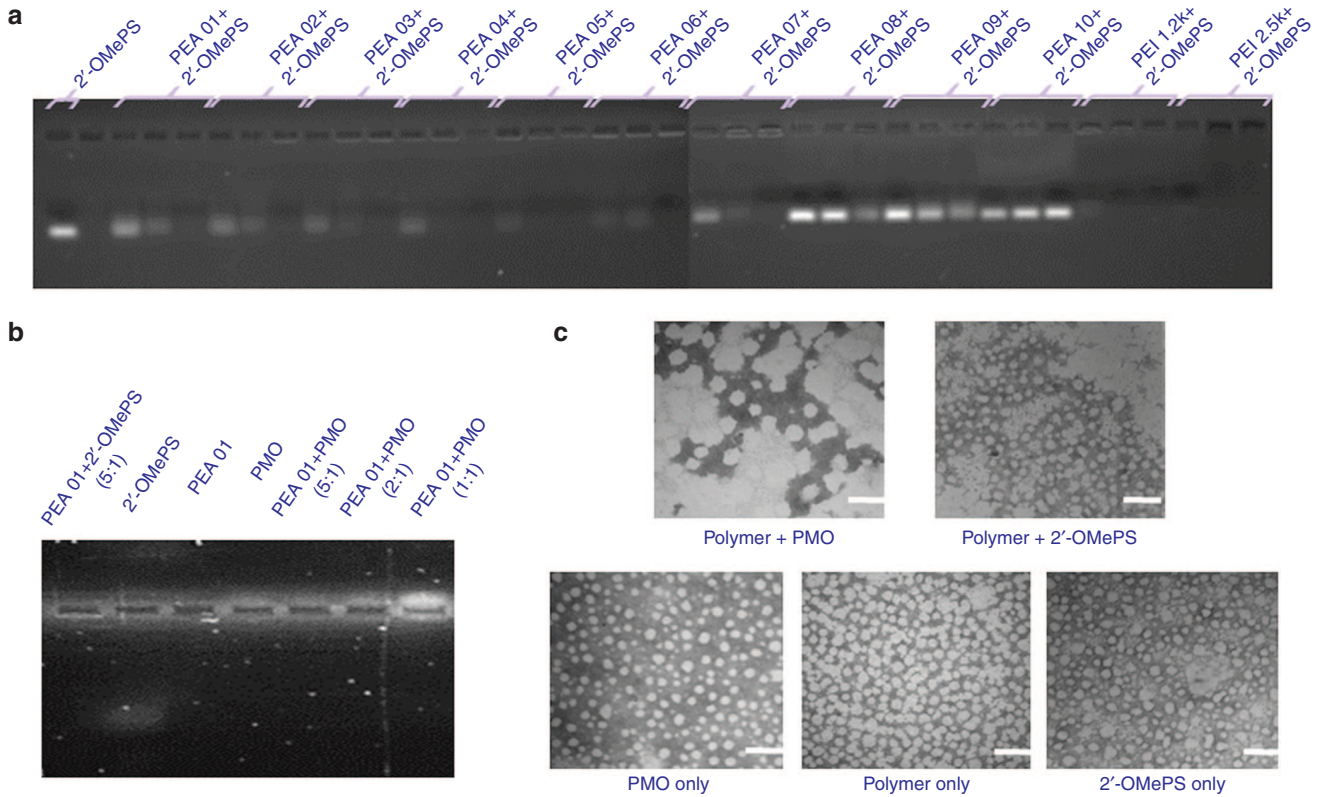 a
2′-OMePS
PEA 01+
2′-OMePS
PEA 02+
2′-OMePS
PEA 03+
2′-OMePS
PEA 04+
2′-OMePS
PEA 05+
2′-OMePS
PEA 06+
2′-OMePS
PEA 07+
2′-OMePS
PEA 08+
2′-OMePS
PEA 09+
2′-OMePS
PEA 10+
2′-OMePS
PEI 1.2k+
2′-OMePS
PEI 2.5k+
2′-OMePS
b
PEA 01+2′-OMePS
(5:1)
2′-OMePS
PEA 01
PMO
PEA 01+PMO
(5:1)
PEA 01+PMO
(2:1)
PEA 01+PMO
(1:1)
c
Polymer + PMO
Polymer + 2′-OMePS
PMO only
Polymer only
2′-OMePS only